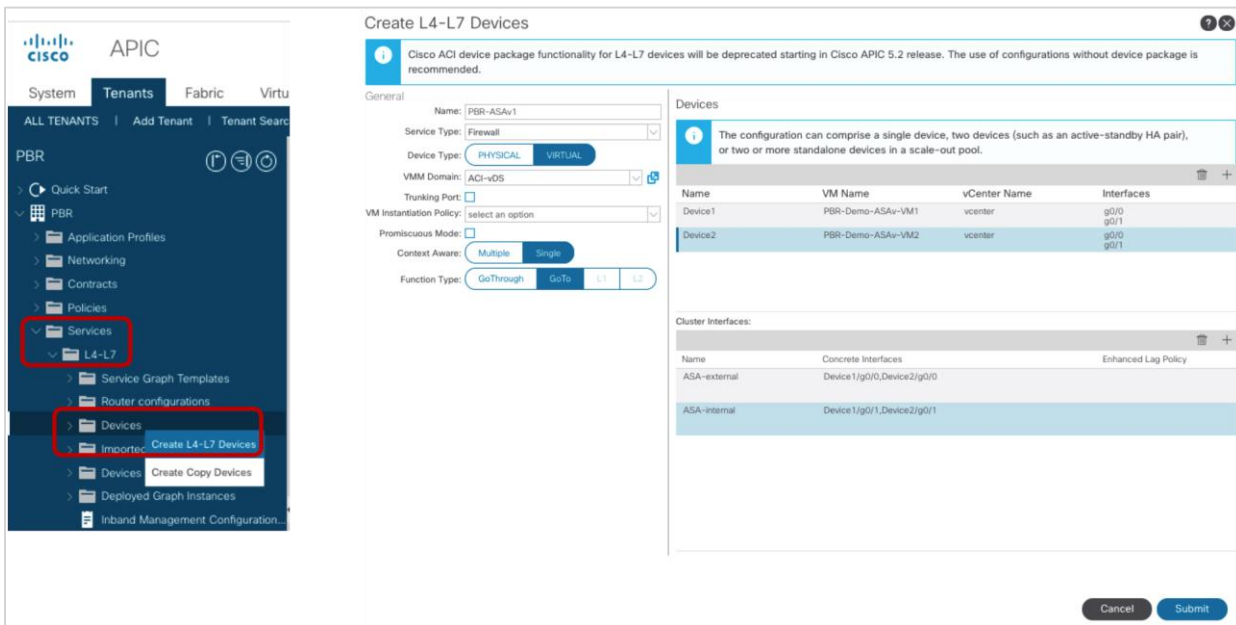 CISCO
APIC
System Tenants Fabric Virtu
ALL TENANTS | Add Tenant | Tenant Searc
PBR
Quick Start
PBR
Application Profiles
Networking
Contracts
Policies
Services
L4-L7
Service Graph Templates
Router configurations
Devices
Imported
Create L4-L7 Devices
Devices
Create Copy Devices
Deployed Graph Instances
Inband Management Configuration...
Create L4-L7 Devices
Cisco ACI device package functionality for L4-L7 devices will be deprecated starting in Cisco APIC 5.2 release. The use of configurations without device package is
recommended.
General
Name: PBR-ASAv1
Service Type: Firewall
Device Type: PHYSICAL VIRTUAL
VMM Domain: ACI-vDS
Trunking Port:
VM Instantiation Policy: select an option
Promiscuous Mode:
Context Aware: Multiple Single
Function Type: GoThrough GoTo L1 L2
Devices
The configuration can comprise a single device, two devices (such as an active-standby HA pair),
or two or more standalone devices in a scale-out pool.
Name VM Name vCenter Name Interfaces
Device1 PBR-Demo-ASAv-VM1 vcenter g0/0
g0/1
Device2 PBR-Demo-ASAv-VM2 vcenter g0/0
g0/1
Cluster Interfaces:
Name Concrete Interfaces Enhanced Lag Policy
ASA-external Device1/g0/0,Device2/g0/0
ASA-internal Device1/g0/1,Device2/g0/1
Cancel Submit